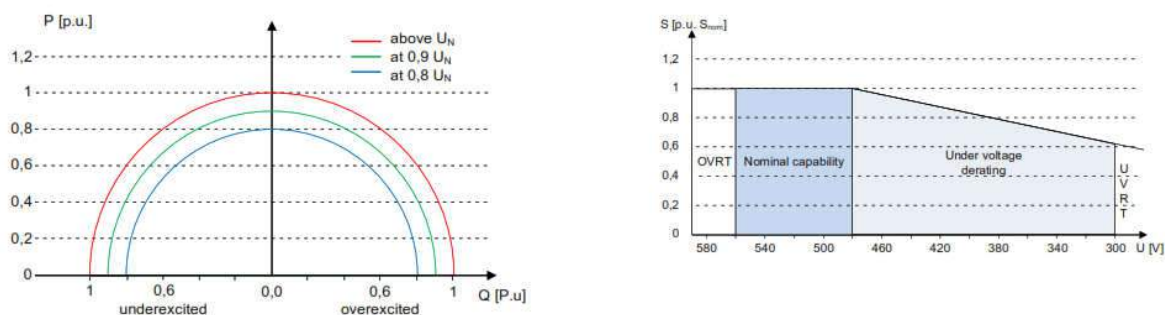 P [p.u.]
above U_N
at 0,9 U_N
at 0,8 U_N
1,2
1
0,8
0,6
0,4
0,2
0
1 0,6 0,0 0,6 1 Q [P.u]
underexcited overexcited
S [p.u. S_nom]
1,2
1
0,8
0,6
0,4
0,2
0
OVRT
Nominal capability
Under voltage
derating
U
V
R
T
580 540 500 460 420 380 340 300 U [V]